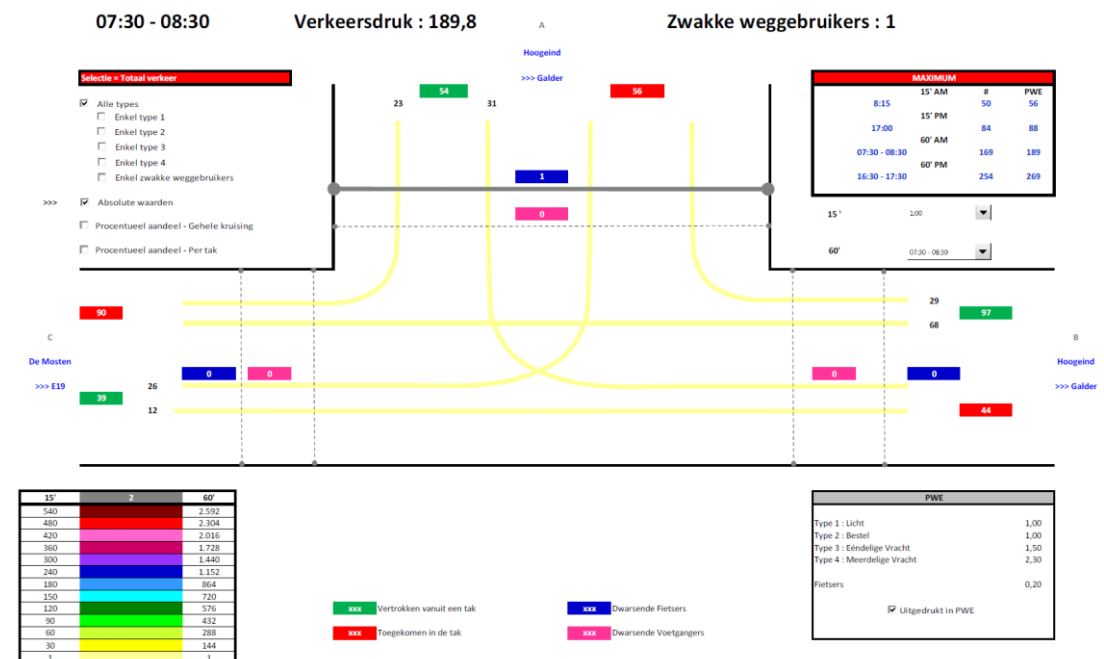 07:30 - 08:30 Verkeersdruk : 189,8 Zwakke weggebruikers : 1
A
Hoogeind
>>> Galder
Selectie = Totaal verkeer
Alle types
Enkel type 1
Enkel type 2
Enkel type 3
Enkel type 4
Enkel zwakke weggebruikers
>>> Absolute waarden
Procentueel aandeel - Gehele kruising
Procentueel aandeel - Per tak
54 56
23 31
1
0
MAXIMUM
15' AM # PWE
8:15 50 56
15' PM
17:00 84 88
60' AM
07:30 - 08:30 169 189
60' PM
16:30 - 17:30 254 269
15 ' 1:00
60' 07:30 - 08:30
90
C
De Mosten
>>> E19
39
26
12
0 0
29
68
97
B
Hoogeind
>>> Galder
0 0
44
15' 2 60'
540 2.592
480 2.304
420 2.016
360 1.728
300 1.440
240 1.152
180 864
150 720
120 576
90 432
60 288
30 144
1 1
xxx Vertrokken vanuit een tak
xxx Toegekomen in de tak
xxx Dwarsende Fietsers
xxx Dwarsende Voetgangers
PWE
Type 1 : Licht 1,00
Type 2 : Bestel 1,00
Type 3 : Eéndelige Vracht 1,50
Type 4 : Meerdelige Vracht 2,30
Fietsers 0,20
Uitgedrukt in PWE